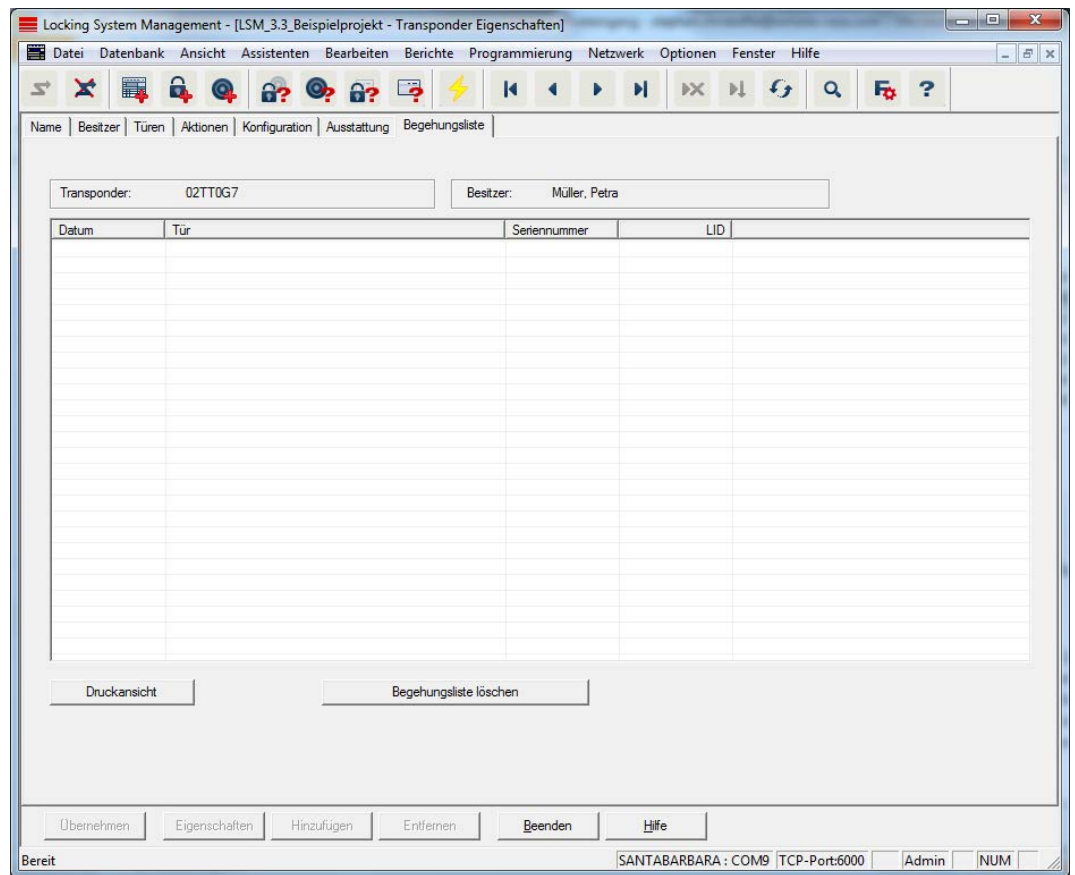 Locking System Management - [LSM_3.3_Beispielprojekt - Transponder Eigenschaften]
Datei Datenbank Ansicht Assistenten Bearbeiten Berichte Programmierung Netzwerk Optionen Fenster Hilfe
Name Besitzer Türen Aktionen Konfiguration Ausstattung Begehungsliste
Transponder: 02TT0G7 Besitzer: Müller, Petra
Datum Tür Seriennummer LID
Druckansicht Begehungsliste löschen
Übernehmen Eigenschaften Hinzufügen Entfernen Beenden Hilfe
Bereit SANTABARBARA : COM9 TCP-Port:6000 Admin NUM